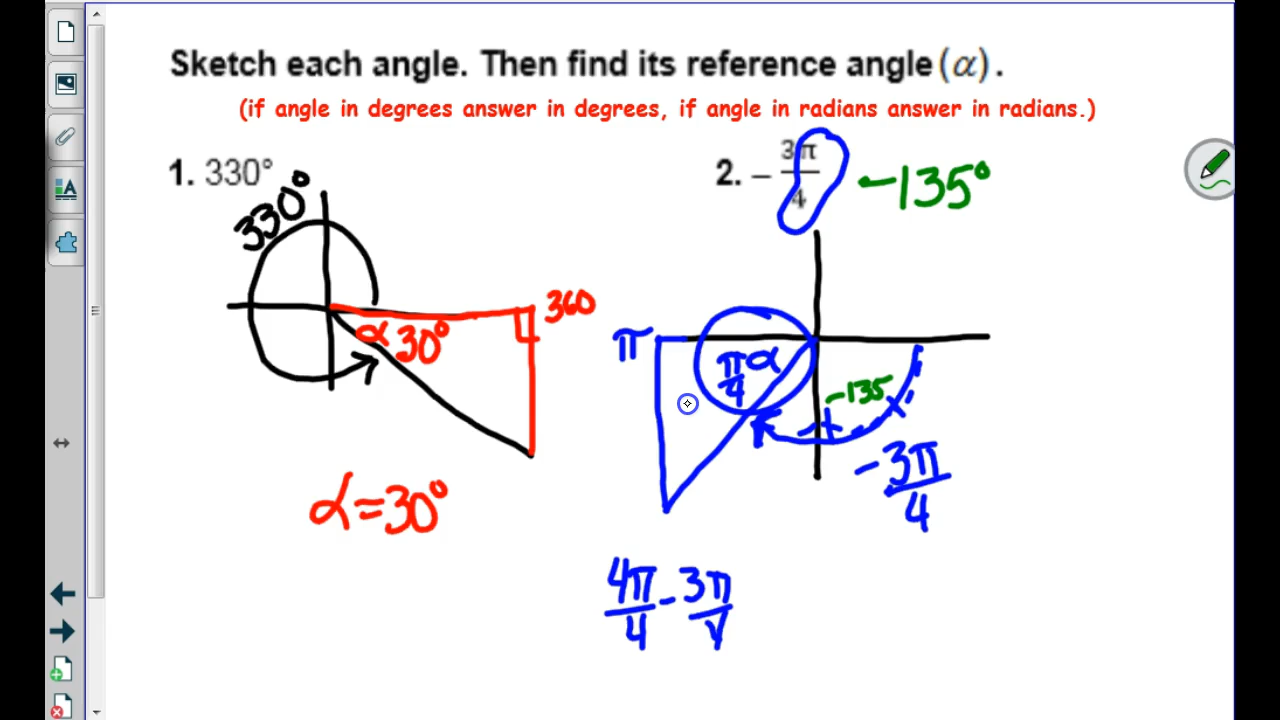 Sketch each angle. Then find its reference angle (α).
(if angle in degrees answer in degrees, if angle in radians answer in radians.)
1. 330°
2. - 3π/4
-135°
330°
360
α 30°
α=30°
π
π/4 α
-135
-3π/4
4π/4 - 3π/4